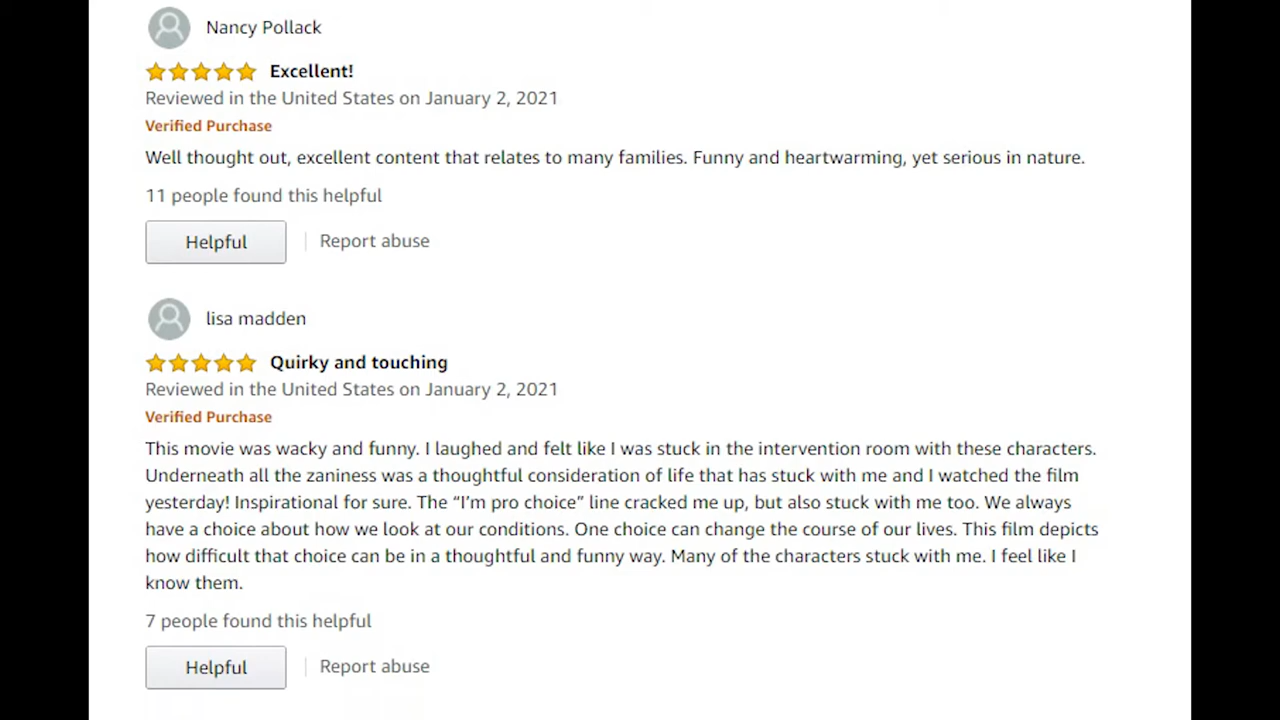 Nancy Pollack
Excellent!
Reviewed in the United States on January 2, 2021
Verified Purchase
Well thought out, excellent content that relates to many families. Funny and heartwarming, yet serious in nature.
11 people found this helpful
Helpful
Report abuse
lisa madden
Quirky and touching
Reviewed in the United States on January 2, 2021
Verified Purchase
This movie was wacky and funny. I laughed and felt like I was stuck in the intervention room with these characters.
Underneath all the zaniness was a thoughtful consideration of life that has stuck with me and I watched the film
yesterday! Inspirational for sure. The “I’m pro choice” line cracked me up, but also stuck with me too. We always
have a choice about how we look at our conditions. One choice can change the course of our lives. This film depicts
how difficult that choice can be in a thoughtful and funny way. Many of the characters stuck with me. I feel like I
know them.
7 people found this helpful
Helpful
Report abuse